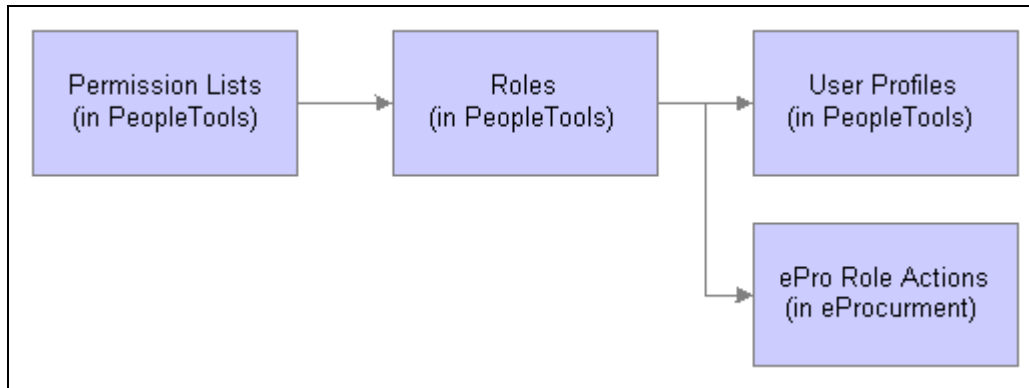 Permission Lists
(in PeopleTools)
Roles
(in PeopleTools)
User Profiles
(in PeopleTools)
ePro Role Actions
(in eProcurment)